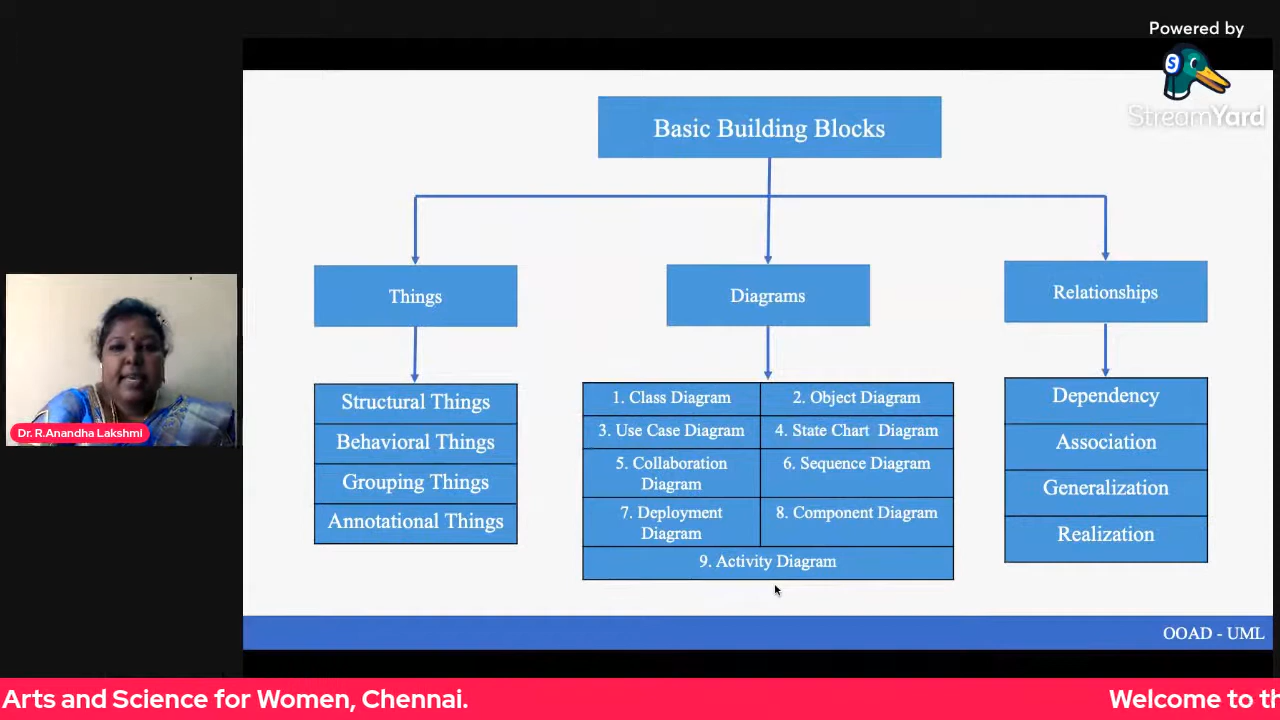 Powered by
StreamYard
Basic Building Blocks
Things
Diagrams
Relationships
Structural Things
Behavioral Things
Grouping Things
Annotational Things
1. Class Diagram
2. Object Diagram
3. Use Case Diagram
4. State Chart Diagram
5. Collaboration
Diagram
6. Sequence Diagram
7. Deployment
Diagram
8. Component Diagram
9. Activity Diagram
Dependency
Association
Generalization
Realization
Dr. R.Anandha Lakshmi
OOAD - UML
Arts and Science for Women, Chennai.
Welcome to th